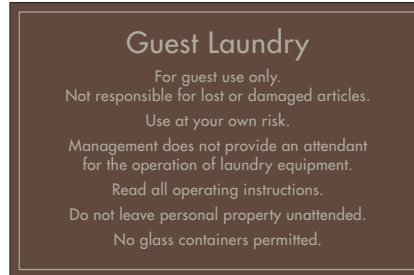 Guest Laundry
For guest use only.
Not responsible for lost or damaged articles.
Use at your own risk.
Management does not provide an attendant
for the operation of laundry equipment.
Read all operating instructions.
Do not leave personal property unattended.
No glass containers permitted.